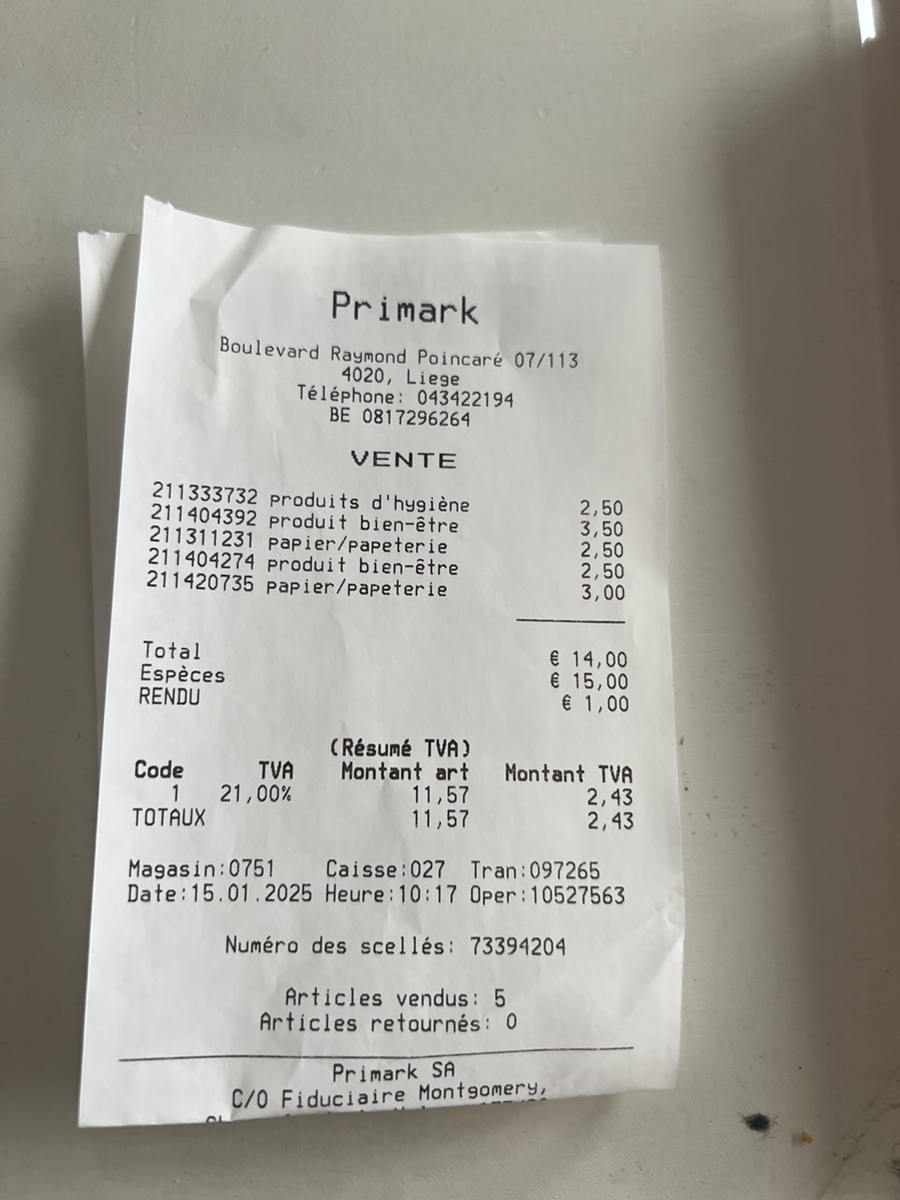 Primark
Boulevard Raymond Poincaré 07/113
4020, Liege
Téléphone: 043422194
BE 0817296264
VENTE
211333732 produits d'hygiène 2,50
211404392 produit bien-être 3,50
211311231 papier/papeterie 2,50
211404274 produit bien-être 2,50
211420735 papier/papeterie 3,00
Total € 14,00
Espèces € 15,00
RENDU € 1,00
(Résumé TVA)
Code TVA Montant art Montant TVA
1 21,00% 11,57 2,43
TOTAUX 11,57 2,43
Magasin:0751 Caisse:027 Tran:097265
Date:15.01.2025 Heure:10:17 Oper:10527563
Numéro des scellés: 73394204
Articles vendus: 5
Articles retournés: 0
Primark SA
C/O Fiduciaire Montgomery,